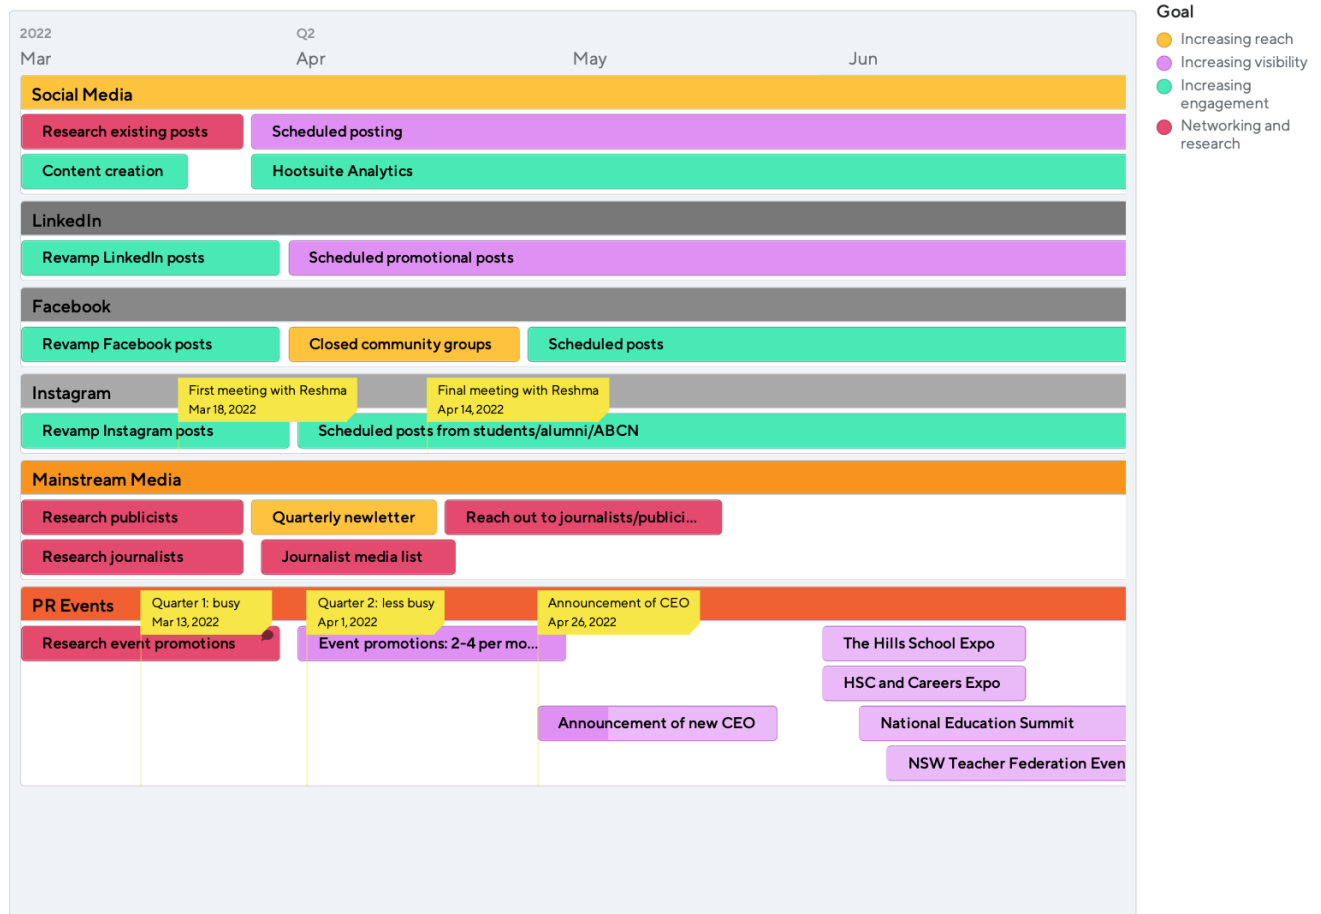 2022
Q2
Mar
Apr
May
Jun
Social Media
Research existing posts
Scheduled posting
Content creation
Hootsuite Analytics
LinkedIn
Revamp LinkedIn posts
Scheduled promotional posts
Facebook
Revamp Facebook posts
Closed community groups
Scheduled posts
Instagram
First meeting with Reshma
Mar 18, 2022
Final meeting with Reshma
Apr 14, 2022
Revamp Instagram posts
Scheduled posts from students/alumni/ABCN
Mainstream Media
Research publicists
Quarterly newletter
Reach out to journalists/publici...
Research journalists
Journalist media list
PR Events
Quarter 1: busy
Mar 13, 2022
Quarter 2: less busy
Apr 1, 2022
Announcement of CEO
Apr 26, 2022
Research event promotions
Event promotions: 2-4 per mo...
The Hills School Expo
HSC and Careers Expo
Announcement of new CEO
National Education Summit
NSW Teacher Federation Even
Goal
Increasing reach
Increasing visibility
Increasing
engagement
Networking and
research